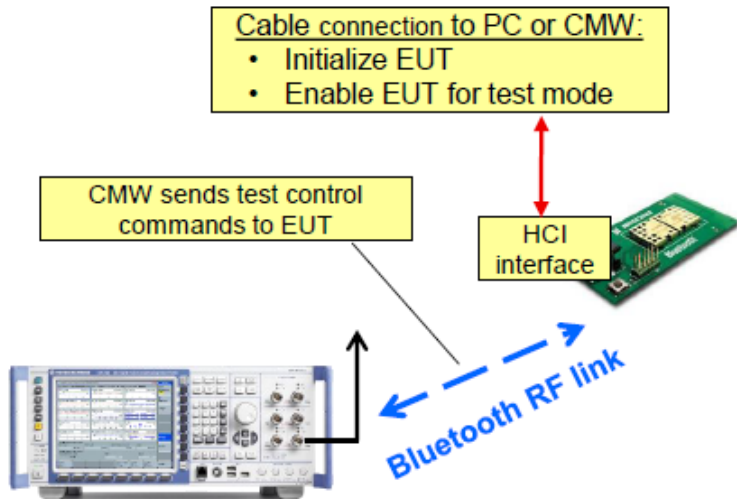 Cable connection to PC or CMW:
• Initialize EUT
• Enable EUT for test mode
CMW sends test control
commands to EUT
HCI
interface
Bluetooth
Bluetooth RF link